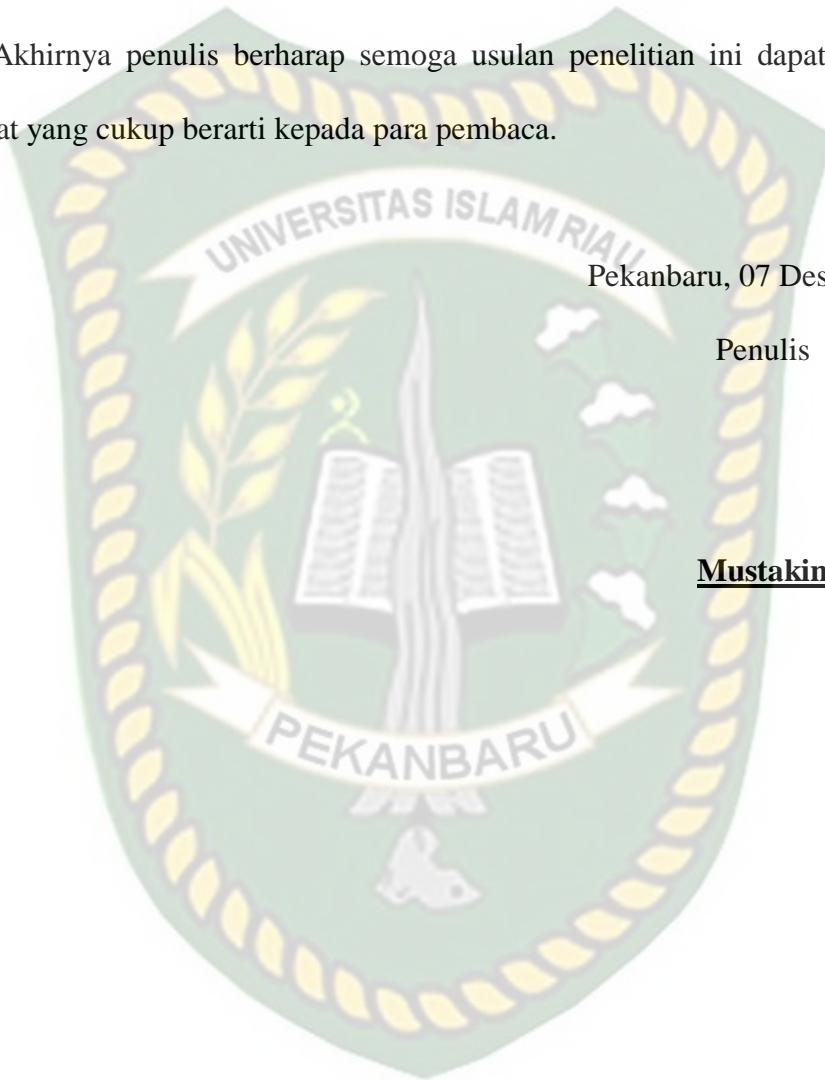 Akhirnya penulis berharap semoga usulan penelitian ini dapat
at yang cukup berarti kepada para pembaca.
UNIVERSITAS ISLAM RIAU
Pekanbaru, 07 Des
Penulis
Mustakin
PEKANBARU